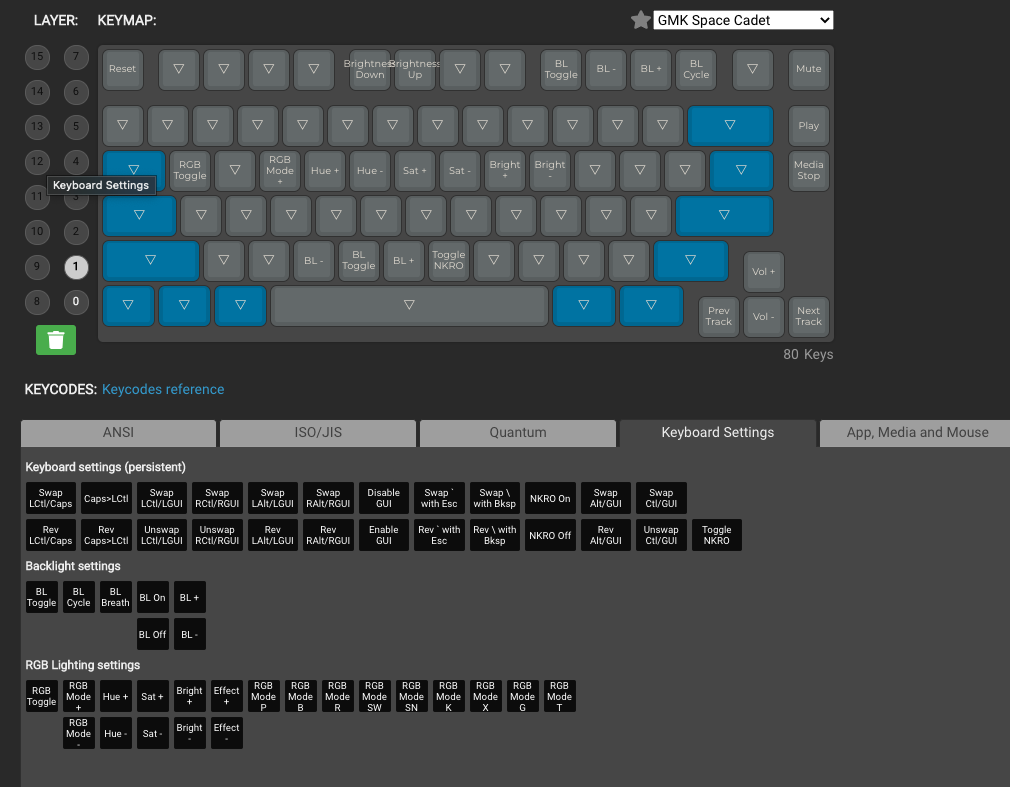 LAYER: KEYMAP: GMK Space Cadet
15 7
Reset ▽ ▽ ▽ ▽ Brightness Down Brightness Up ▽ ▽ BL Toggle BL - BL + BL Cycle ▽ Mute
14 6
13 5
▽ ▽ ▽ ▽ ▽ ▽ ▽ ▽ ▽ ▽ ▽ ▽ ▽ ▽ Play
12 4
▽ RGB Toggle ▽ RGB Mode + Hue + Hue - Sat + Sat - Bright + Bright - ▽ ▽ ▽ ▽ Media Stop
Keyboard Settings
11 3
▽ ▽ ▽ ▽ ▽ ▽ ▽ ▽ ▽ ▽ ▽ ▽ ▽
10 2
▽ ▽ ▽ BL - BL Toggle BL + Toggle NKRO ▽ ▽ ▽ ▽ ▽ Vol +
9 1
8 0
▽ ▽ ▽ ▽ ▽ ▽ Prev Track Vol - Next Track
80 Keys
KEYCODES: Keycodes reference
ANSI ISO/JIS Quantum Keyboard Settings App, Media and Mouse
Keyboard settings (persistent)
Swap LCtl/Caps Caps>LCtl Swap LCtl/LGUI Swap RCtl/RGUI Swap LAlt/LGUI Swap RAlt/RGUI Disable GUI Swap ` with Esc Swap \ with Bksp NKRO On Swap Alt/GUI Swap Ctl/GUI
Rev LCtl/Caps Rev Caps>LCtl Unswap LCtl/LGUI Unswap RCtl/RGUI Rev LAlt/LGUI Rev RAlt/RGUI Enable GUI Rev ` with Esc Rev \ with Bksp NKRO Off Rev Alt/GUI Unswap Ctl/GUI Toggle NKRO
Backlight settings
BL Toggle BL Cycle BL Breath BL On BL +
BL Off BL -
RGB Lighting settings
RGB Toggle RGB Mode + Hue + Sat + Bright + Effect + RGB Mode P RGB Mode B RGB Mode R RGB Mode SW RGB Mode SN RGB Mode K RGB Mode X RGB Mode G RGB Mode T
RGB Mode - Hue - Sat - Bright - Effect -